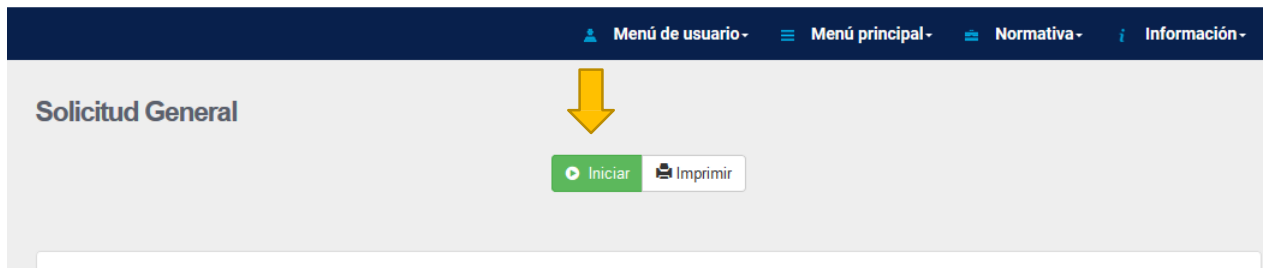 Menú de usuario Menú principal Normativa Información
Solicitud General
Iniciar Imprimir